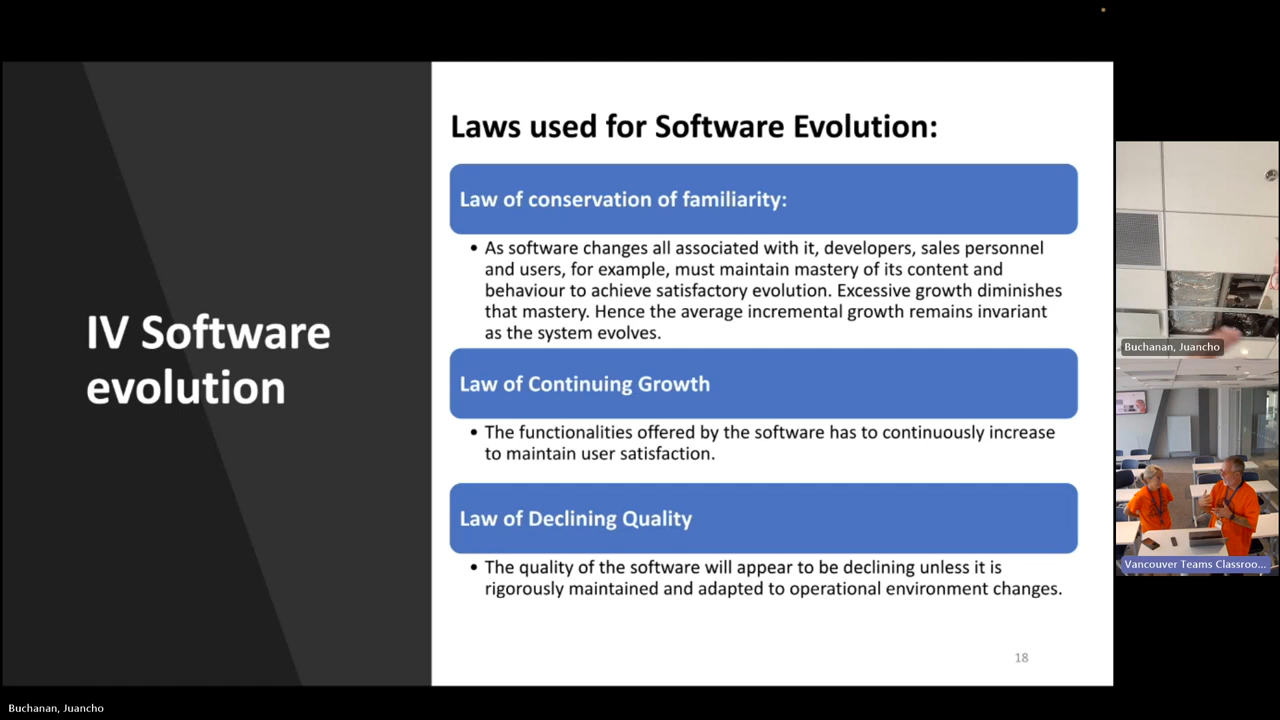 Laws used for Software Evolution:
Law of conservation of familiarity:
• As software changes all associated with it, developers, sales personnel
and users, for example, must maintain mastery of its content and
behaviour to achieve satisfactory evolution. Excessive growth diminishes
that mastery. Hence the average incremental growth remains invariant
as the system evolves.
IV Software
evolution
Law of Continuing Growth
• The functionalities offered by the software has to continuously increase
to maintain user satisfaction.
Law of Declining Quality
• The quality of the software will appear to be declining unless it is
rigorously maintained and adapted to operational environment changes.
18
Buchanan, Juancho
Vancouver Teams Classroo...
Buchanan, Juancho